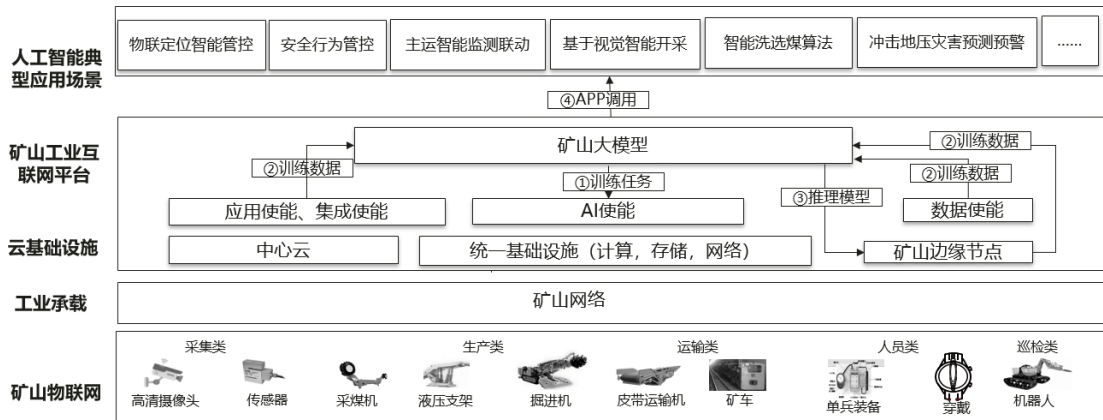 人工智能典
型应用场景
物联定位智能管控
安全行为管控
主运智能监测联动
基于视觉智能开采
智能洗选煤算法
冲击地压灾害预测预警
......
④APP调用
矿山工业互
联网平台
矿山大模型
②训练数据
②训练数据
①训练任务
②训练数据
③推理模型
应用使能、集成使能
AI使能
数据使能
云基础设施
中心云
统一基础设施（计算，存储，网络）
矿山边缘节点
工业承载
矿山网络
矿山物联网
采集类
生产类
运输类
人员类
巡检类
高清摄像头
传感器
采煤机
液压支架
掘进机
皮带运输机
矿车
单兵装备
穿戴
机器人